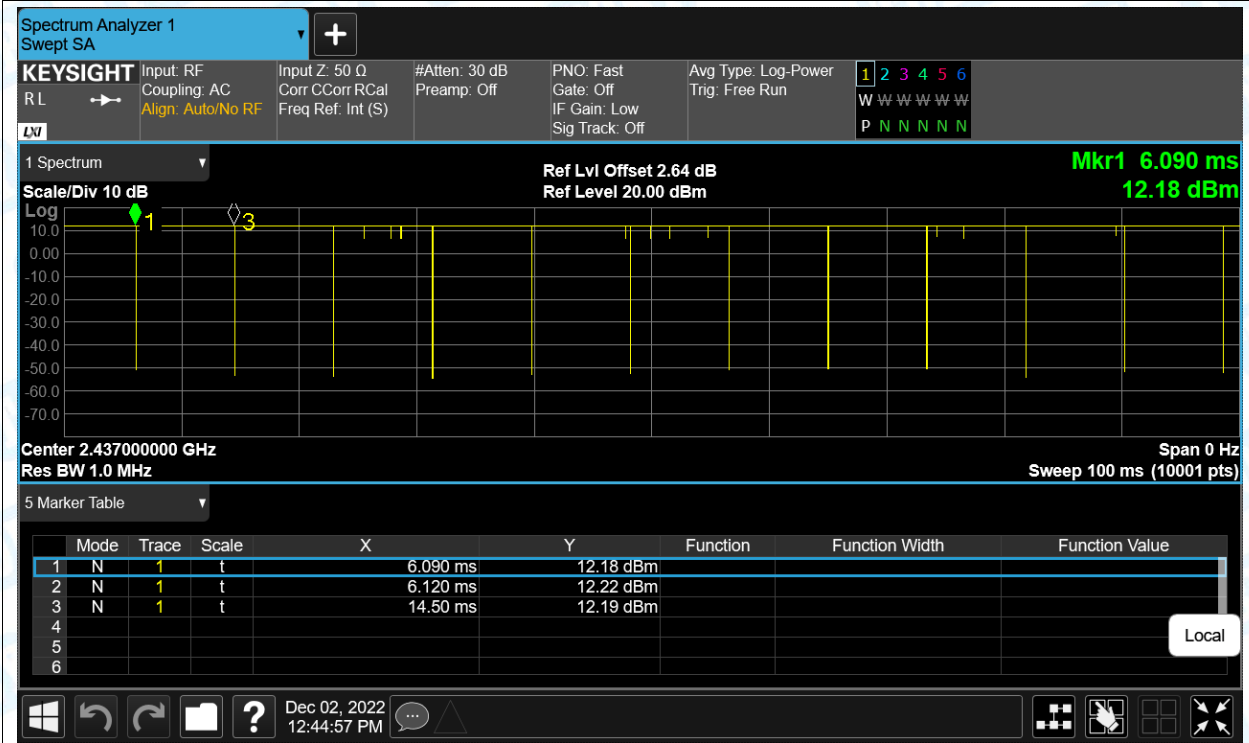 Spectrum Analyzer 1
Swept SA
KEYSIGHT
R L
LXI
Input: RF
Coupling: AC
Align: Auto/No RF
Input Z: 50 Ω
Corr CCorr RCal
Freq Ref: Int (S)
#Atten: 30 dB
Preamp: Off
PNO: Fast
Gate: Off
IF Gain: Low
Sig Track: Off
Avg Type: Log-Power
Trig: Free Run
1 2 3 4 5 6
W W W W W W
P N N N N N
1 Spectrum
Scale/Div 10 dB
Ref Lvl Offset 2.64 dB
Ref Level 20.00 dBm
Mkr1 6.090 ms
12.18 dBm
Log
1
3
10.0
0.00
-10.0
-20.0
-30.0
-40.0
-50.0
-60.0
-70.0
Center 2.437000000 GHz
Span 0 Hz
Res BW 1.0 MHz
Sweep 100 ms (10001 pts)
5 Marker Table
Mode Trace Scale X Y Function Function Width Function Value
1 N 1 t 6.090 ms 12.18 dBm
2 N 1 t 6.120 ms 12.22 dBm
3 N 1 t 14.50 ms 12.19 dBm
4
5
6
Local
?
Dec 02, 2022
12:44:57 PM